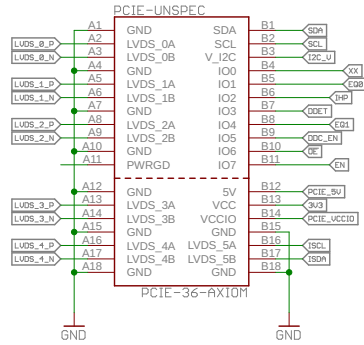 PCIE-UNSPEC
A1 GND SDA B1 SDA
LVDS_0_P A2 LVDS_0A SCL B2 SCL
LVDS_0_N A3 LVDS_0B V_I2C B3 I2C_V
A4 GND IO0 B4 XX
LVDS_1_P A5 LVDS_1A IO1 B5 EQ0
LVDS_1_N A6 LVDS_1B IO2 B6 IHP
A7 GND IO3 B7 DDET
LVDS_2_P A8 LVDS_2A IO4 B8 EQ1
LVDS_2_N A9 LVDS_2B IO5 B9 DDC_EN
A10 GND IO6 B10 OE
A11 PWRGD IO7 B11 EN
A12 GND 5V B12 PCIE_5V
LVDS_3_P A13 LVDS_3A VCC B13 3V3
LVDS_3_N A14 LVDS_3B VCCIO B14 PCIE_VCCIO
A15 GND GND B15
LVDS_4_P A16 LVDS_4A LVDS_5A B16 ISCL
LVDS_4_N A17 LVDS_4B LVDS_5B B17 ISDA
A18 GND GND B18
PCIE-36-AXIOM
GND GND